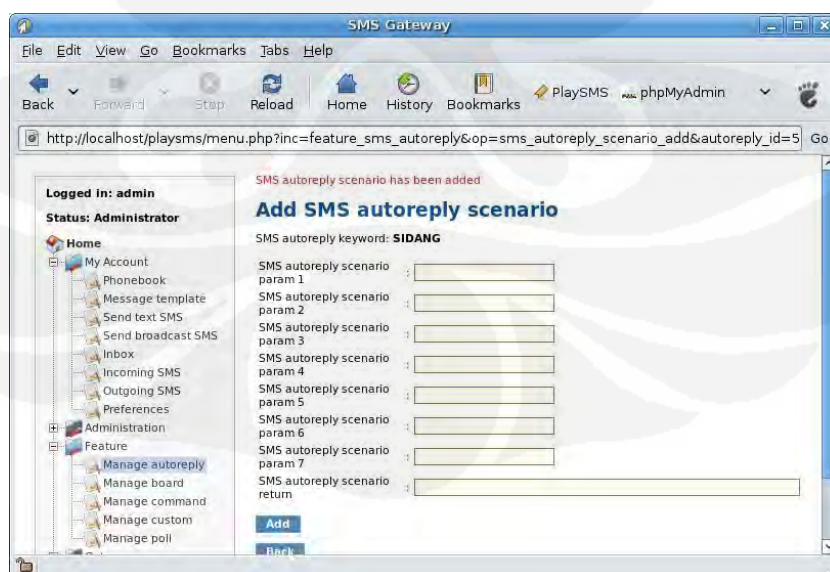 SMS Gateway
File Edit View Go Bookmarks Tabs Help
Back Forward Stop Reload Home History Bookmarks PlaySMS phpMyAdmin
http://localhost/playsms/menu.php?inc=feature_sms_autoreply&op=sms_autoreply_scenario_add&autoreply_id=5 Go
Logged in: admin
Status: Administrator
Home
My Account
Phonebook
Message template
Send text SMS
Send broadcast SMS
Inbox
Incoming SMS
Outgoing SMS
Preferences
Administration
Feature
Manage autoreply
Manage board
Manage command
Manage custom
Manage poll
SMS autoreply scenario has been added
Add SMS autoreply scenario
SMS autoreply keyword: SIDANG
SMS autoreply scenario
param 1 :
SMS autoreply scenario
param 2 :
SMS autoreply scenario
param 3 :
SMS autoreply scenario
param 4 :
SMS autoreply scenario
param 5 :
SMS autoreply scenario
param 6 :
SMS autoreply scenario
param 7 :
SMS autoreply scenario
return :
Add
Back